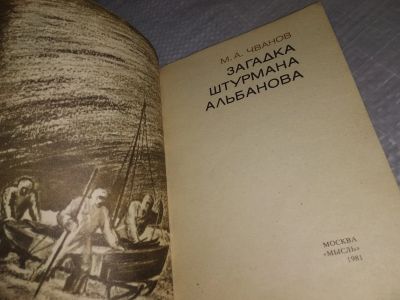 М. А. ЧВАНОВ
ЗАГАДКА
ШТУРМАНА
АЛЬБАНОВА
МОСКВА
«МЫСЛЬ»
1981